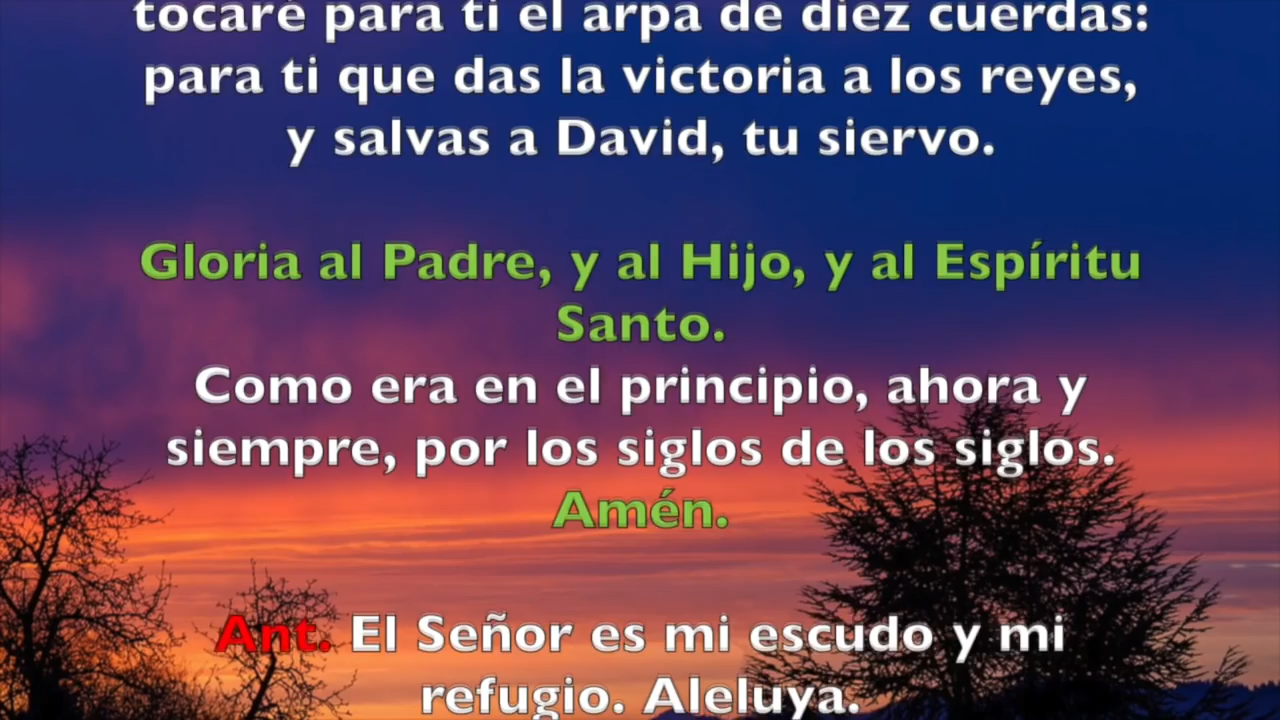 tocaré para ti el arpa de diez cuerdas:
para ti que das la victoria a los reyes,
y salvas a David, tu siervo.
Gloria al Padre, y al Hijo, y al Espíritu
Santo.
Como era en el principio, ahora y
siempre, por los siglos de los siglos.
Amén.
Ant. El Señor es mi escudo y mi
refugio. Aleluya.